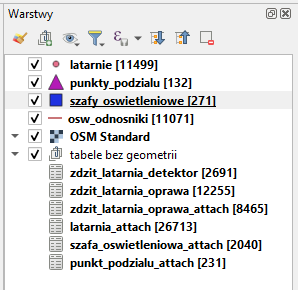 Warstwy
latarnie [11499]
punkty_podzialu [132]
szafy_oswietleniowe [271]
osw_odnosniki [11071]
OSM Standard
tabele bez geometrii
zdzit_latarnia_detektor [2691]
zdzit_latarnia_oprawa [12255]
zdzit_latarnia_oprawa_attach [8465]
latarnia_attach [26713]
szafa_oswietleniowa_attach [2040]
punkt_podzialu_attach [231]